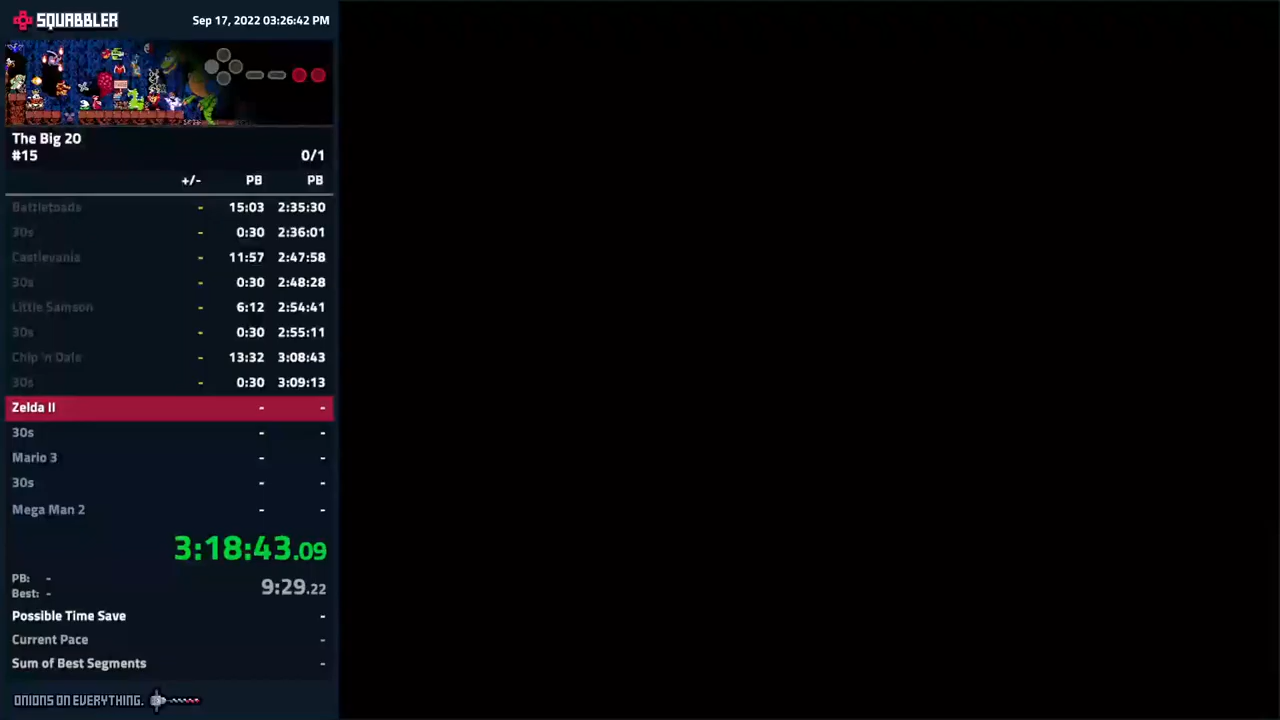 SQUABBLER
Sep 17, 2022 03:26:42 PM
The Big 20
#15 0/1
+/- PB PB
Battletoads - 15:03 2:35:30
30s - 0:30 2:36:01
Castlevania - 11:57 2:47:58
30s - 0:30 2:48:28
Little Samson - 6:12 2:54:41
30s - 0:30 2:55:11
Chip 'n Dale - 13:32 3:08:43
30s - 0:30 3:09:13
Zelda II - -
30s - -
Mario 3 - -
30s - -
Mega Man 2 - -
3:18:43.09
PB: -
9:29.22
Best: -
Possible Time Save -
Current Pace -
Sum of Best Segments -
ONIONS ON EVERYTHING.